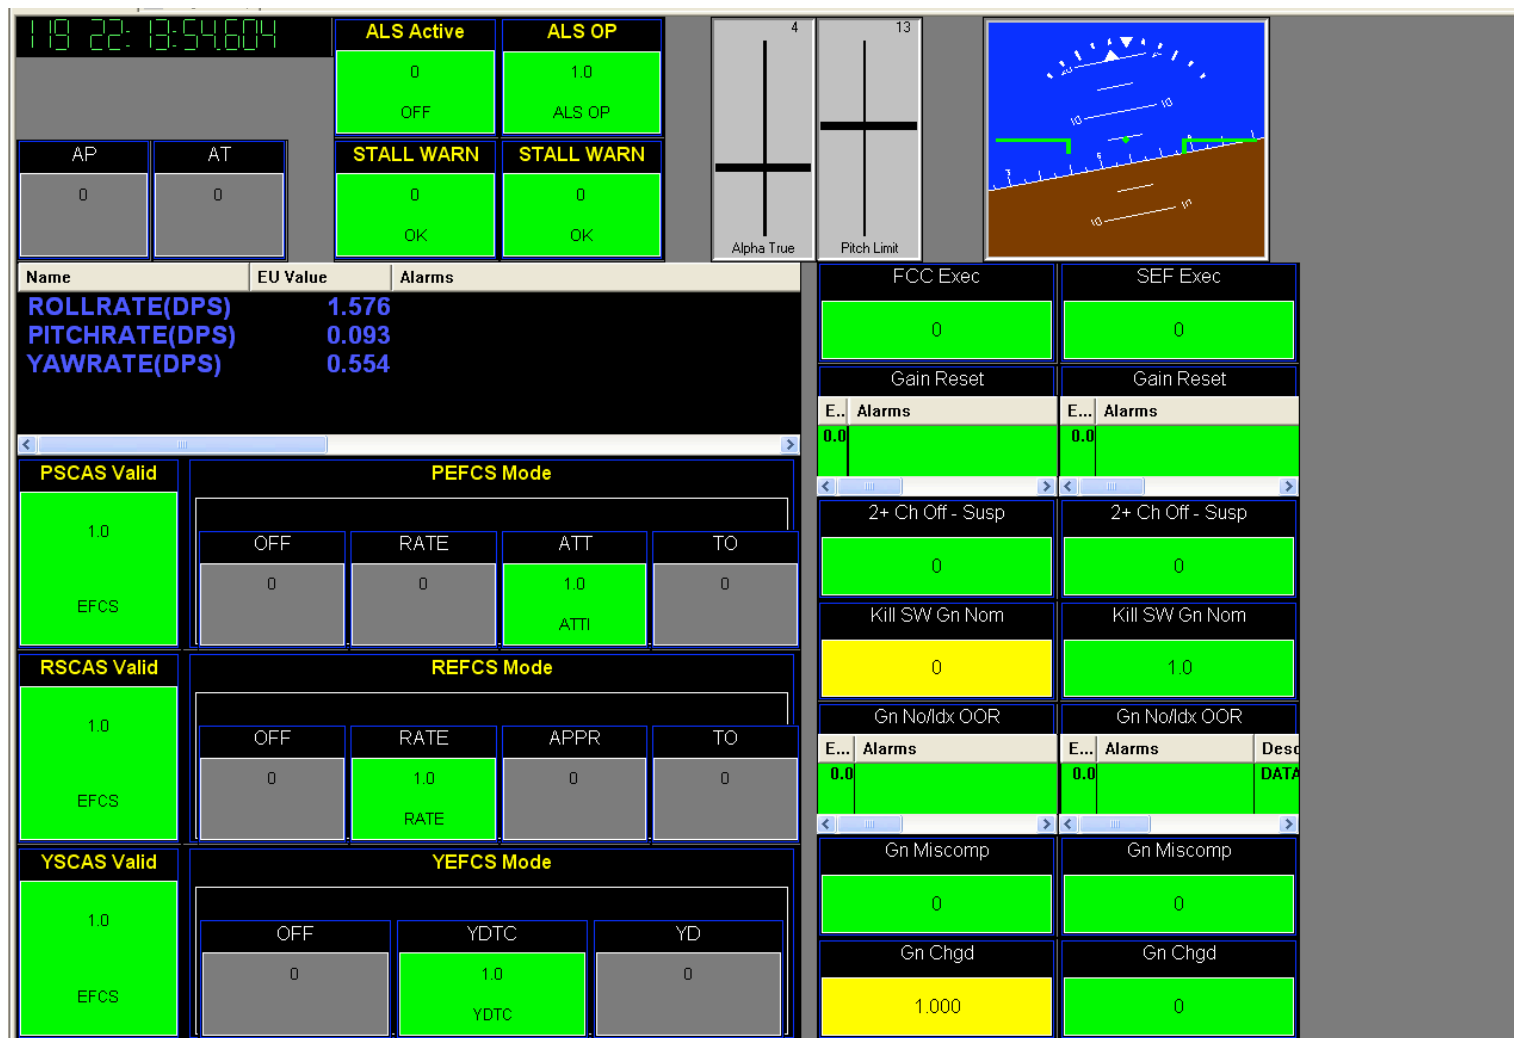 119 22:13:54.604
ALS Active
ALS OP
0
OFF
1.0
ALS OP
AP
AT
0
0
STALL WARN
STALL WARN
0
OK
0
OK
4
Alpha True
13
Pitch Limit
20
10
10
10
10
Name EU Value Alarms
ROLLRATE(DPS) 1.576
PITCHRATE(DPS) 0.093
YAWRATE(DPS) 0.554
PSCAS Valid
1.0
EFCS
PEFCS Mode
OFF RATE ATT TO
0 0 1.0 0
ATTI
RSCAS Valid
1.0
EFCS
REFCS Mode
OFF RATE APPR TO
0 1.0 0 0
RATE
YSCAS Valid
1.0
EFCS
YEFCS Mode
OFF YDTC YD
0 1.0 0
YDTC
FCC Exec SEF Exec
0 0
Gain Reset Gain Reset
E.. Alarms E... Alarms
0.0 0.0
2+ Ch Off - Susp 2+ Ch Off - Susp
0 0
Kill SW Gn Nom Kill SW Gn Nom
0 1.0
Gn No/Idx OOR Gn No/Idx OOR
E... Alarms E... Alarms Desc
0.0 0.0 DATA
Gn Miscomp Gn Miscomp
0 0
Gn Chgd Gn Chgd
1.000 0